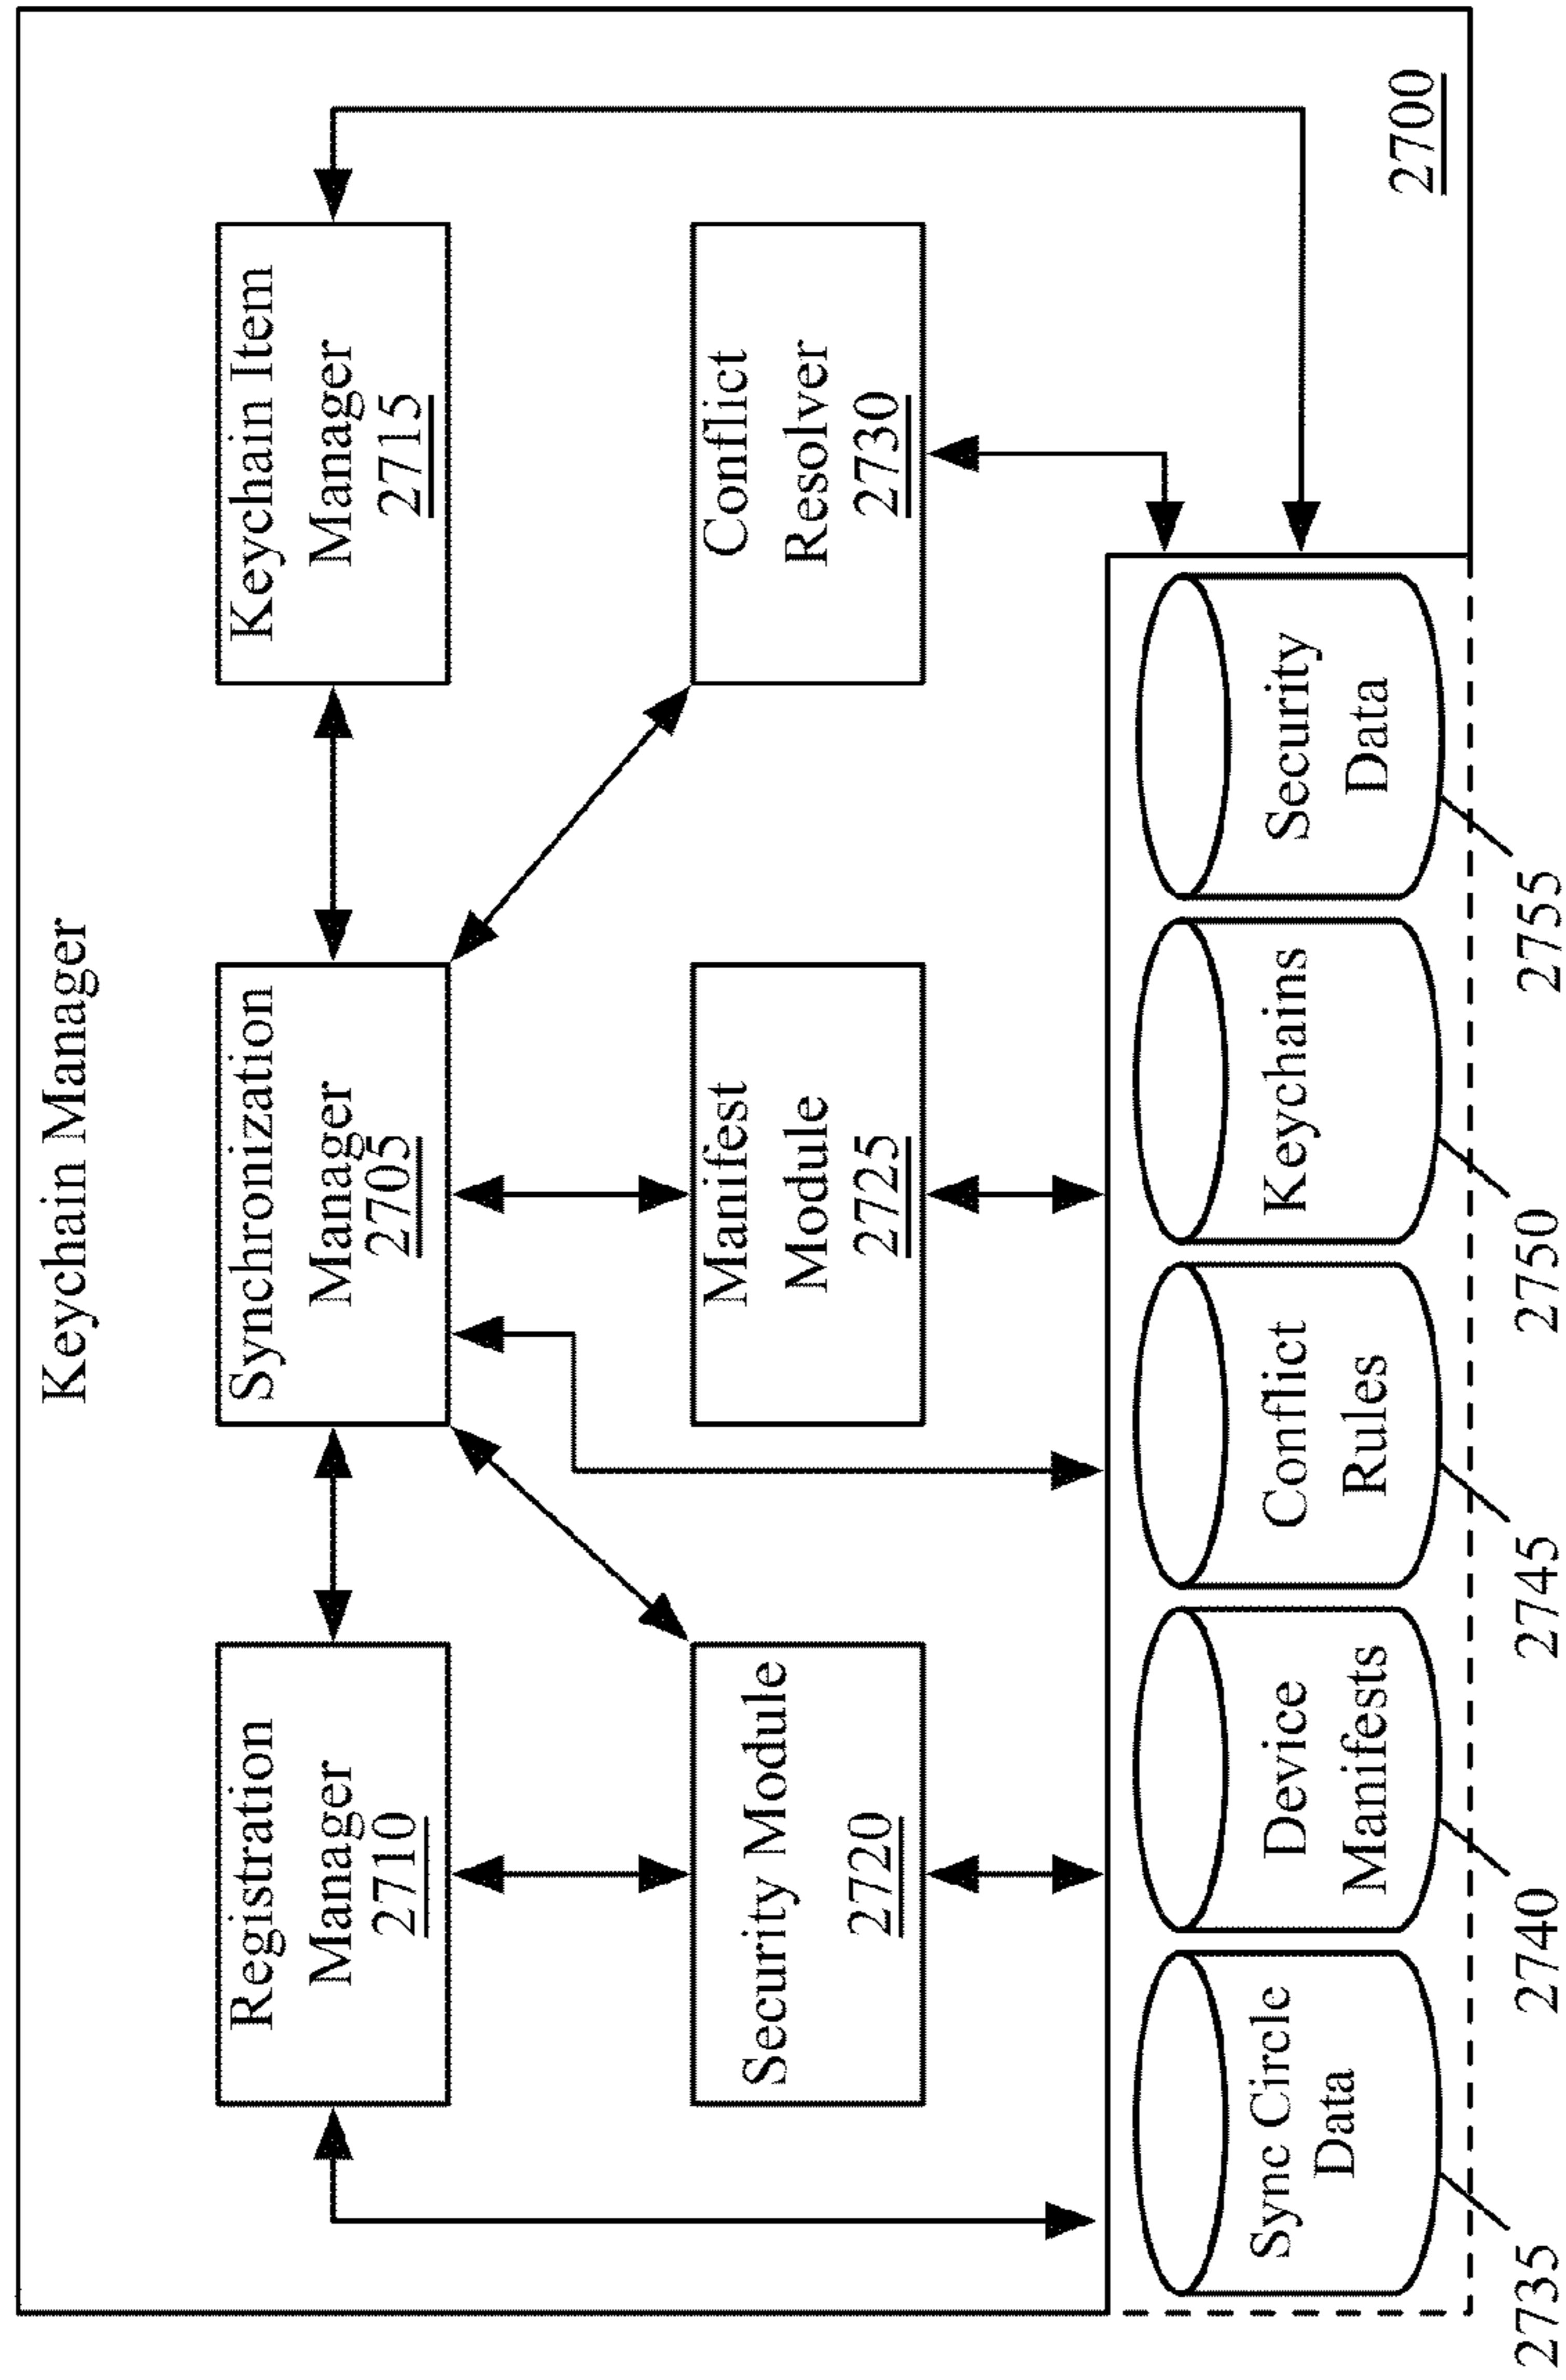 Keychain Manager
Registration
Manager
2710
Synchronization
Manager
2705
Keychain Item
Manager
2715
Security Module
2720
Manifest
Module
2725
Conflict
Resolver
2730
Sync Circle
Data
Device
Manifests
Conflict
Rules
Keychains
Security
Data
2700
2735
2740
2745
2750
2755